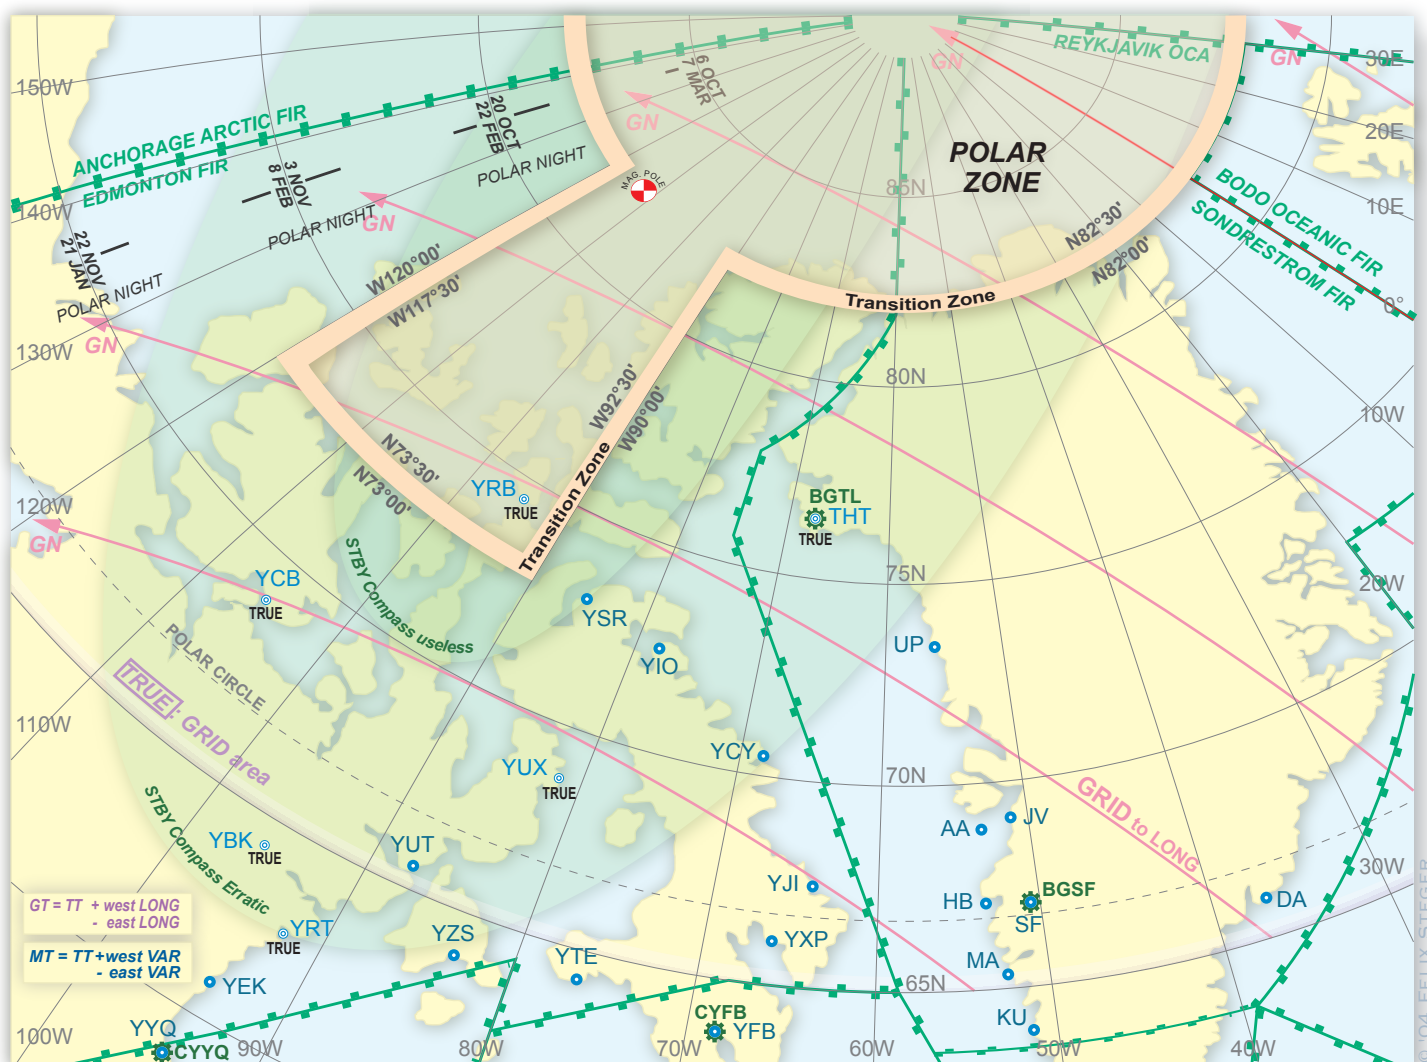 150W
ANCHORAGE ARCTIC FIR
EDMONTON FIR
140W
22 NOV
21 JAN
POLAR NIGHT
3 NOV
8 FEB
POLAR NIGHT
20 OCT
22 FEB
POLAR NIGHT
6 OCT
7 MAR
GN
GN
GN
GN
GN
GN
REYKJAVIK OCA
30E
20E
10E
0°
POLAR
ZONE
85N
MAG. POLE
BODO OCEANIC FIR
SONDRESTROM FIR
N82°30'
N82°00'
Transition Zone
W120°00'
W117°30'
W92°30'
W90°00'
N73°30'
N73°00'
Transition Zone
130W
80N
10W
120W
YRB
TRUE
BGTL
THT
TRUE
STBY Compass useless
YCB
TRUE
75N
20W
YSR
YIO
UP
POLAR CIRCLE
TRUE: GRID area
110W
YCY
70N
YUX
TRUE
GRID to LONG
AA
JV
STBY Compass Erratic
YBK
TRUE
YUT
YJI
30W
HB
BGSF
SF
DA
GT = TT + west LONG
- east LONG
MT = TT +west VAR
- east VAR
YRT
TRUE
YZS
YXP
YTE
MA
65N
YEK
CYFB
YFB
KU
YYQ
CYYQ
100W
90W
80W
70W
60W
50W
40W
FELIX SEGER